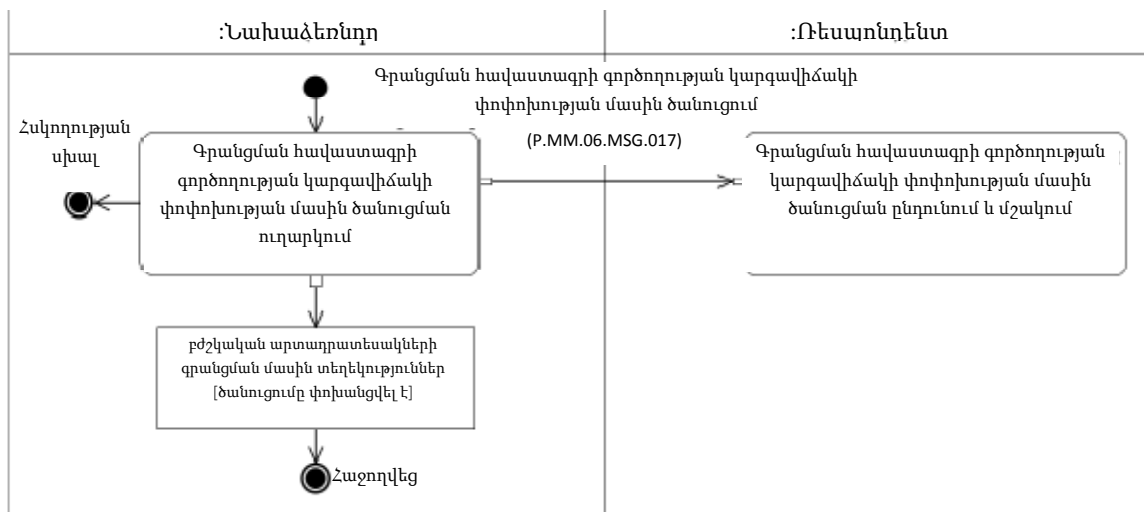 :Նախաձեռնող
:Ռեսպոնդենտ
Գրանցման հավաստագրի գործողության կարգավիճակի
փոփոխության մասին ծանուցում
(P.MM.06.MSG.017)
Հսկողության
սխալ
Գրանցման հավաստագրի
գործողության կարգավիճակի
փոփոխության մասին ծանուցման
ուղարկում
Գրանցման հավաստագրի գործողության
կարգավիճակի փոփոխության մասին
ծանուցման ընդունում և մշակում
բժշկական արտադրատեսակների
գրանցման մասին տեղեկություններ
[ծանուցումը փոխանցվել է]
Հաջողվեց